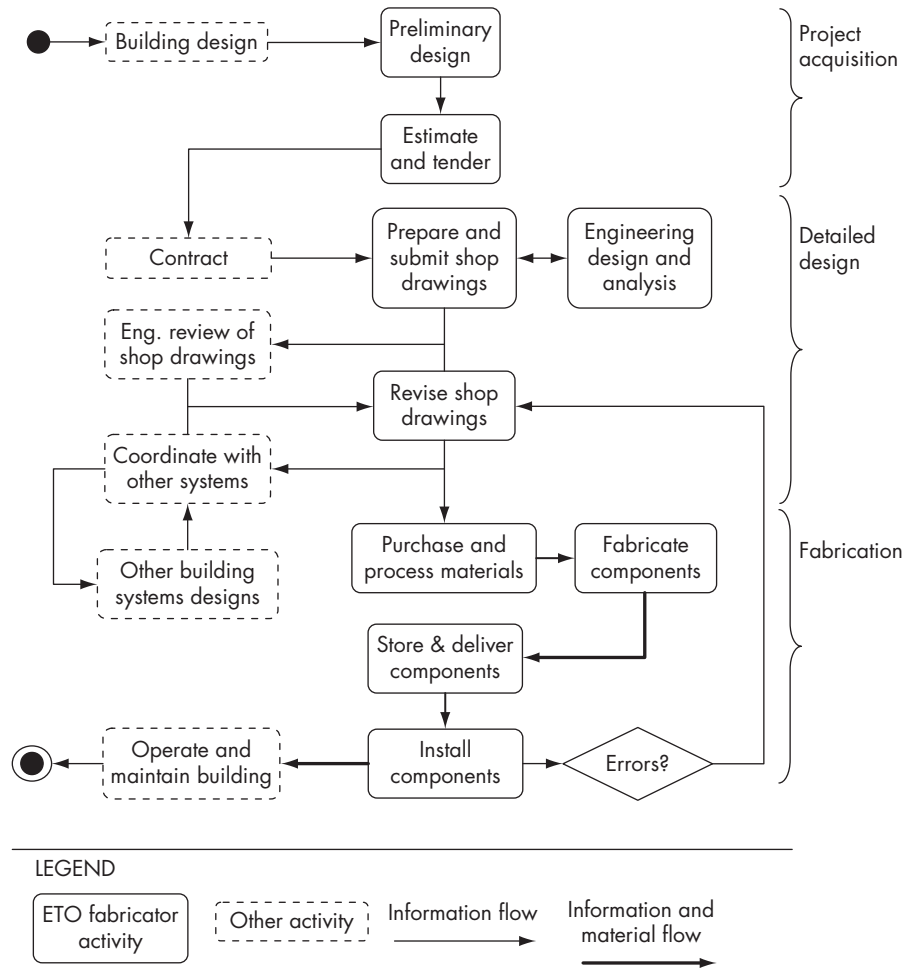 Building design
Preliminary
design
Project
acquisition
Estimate
and tender
Contract
Prepare and
submit shop
drawings
Engineering
design and
analysis
Detailed
design
Eng. review of
shop drawings
Revise shop
drawings
Coordinate with
other systems
Other building
systems designs
Purchase and
process materials
Fabricate
components
Fabrication
Store & deliver
components
Operate and
maintain building
Install
components
Errors?
LEGEND
ETO fabricator
activity
Other activity
Information flow
Information and
material flow